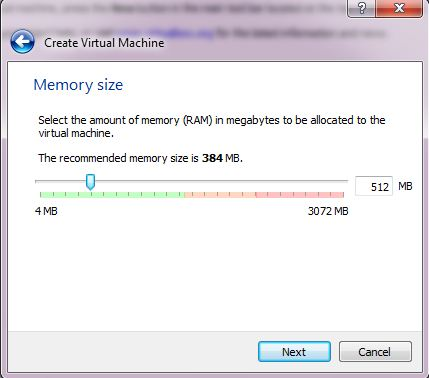 Create Virtual Machine
Memory size
Select the amount of memory (RAM) in megabytes to be allocated to the
virtual machine.
The recommended memory size is 384 MB.
512 MB
4 MB 3072 MB
Next Cancel